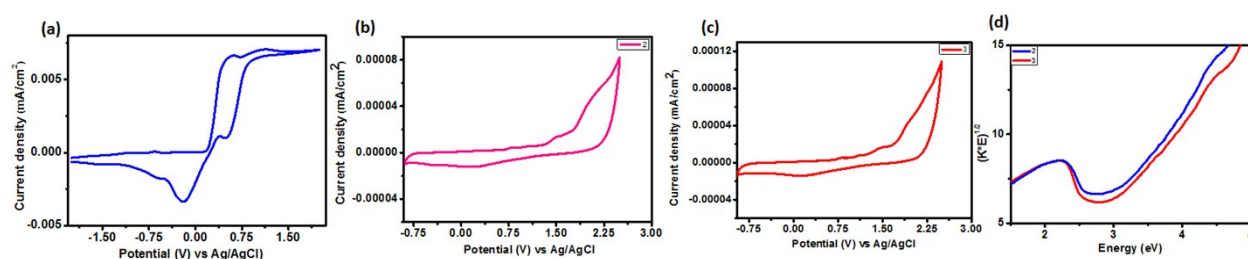 (a)
0.005
0.000
-0.005
-1.50 -0.75 0.00 0.75 1.50
Current density (mA/cm²)
Potential (V) vs Ag/AgCl)
(b)
2
0.00008
0.00004
0.00000
-0.00004
-0.75 0.00 0.75 1.50 2.25 3.00
Current density (mA/cm²)
Potential (V) vs Ag/AgCl
(c)
3
0.00012
0.00008
0.00004
0.00000
-0.00004
-0.75 0.00 0.75 1.50 2.25 3.00
Current density (mA/cm²)
Potential (V) vs Ag/AgCl
(d)
2
3
15
10
5
2 3 4
(K*E)^1/2
Energy (eV)